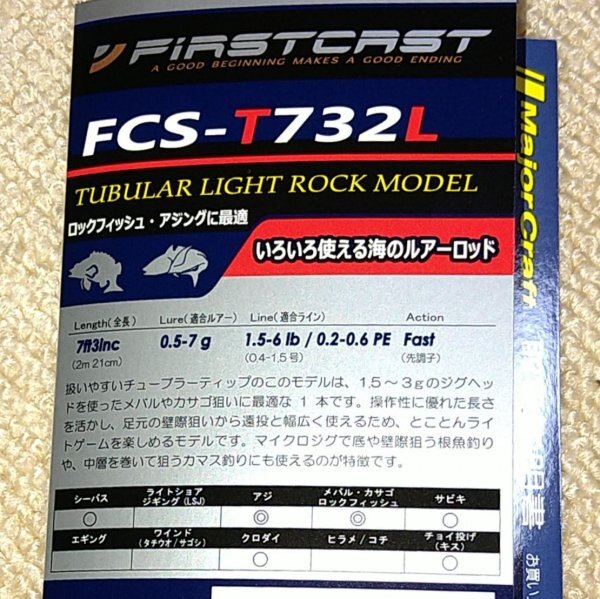 FIRSTCAST
A GOOD BEGINNING MAKES A GOOD ENDING
FCS-T732L
TUBULAR LIGHT ROCK MODEL
ロックフィッシュ・アジングに最適
いろいろ使える海のルアーロッド
Length(全長) Lure(適合ルアー) Line(適合ライン) Action
7ft3inc 0.5-7 g 1.5-6 lb / 0.2-0.6 PE Fast
(2m 21cm) (0.4-1.5号) (先調子)
扱いやすいチューブラーティップのこのモデルは、1.5～3gのジグヘッ
ドを使ったメバルやカサゴ狙いに最適な 1 本です。操作性に優れた長さ
を活かし、足元の壁際狙いから遠投と幅広く使えるため、とことんライ
トゲームを楽しめるモデルです。マイクロジグで底や壁際狙う根魚釣り
や、中層を巻いて狙うカマス釣りにも使えるのが特徴です。
シーバス ライトショア アジ メバル・カサゴ サビキ
ジギング(LSJ) ロックフィッシュ
○ ◎ ◎ ○
エギング ワインド クロダイ ヒラメ / コチ チョイ投げ
(タチウオ / サゴシ) (キス)
○ ○
MajorCraft
明書
お買い